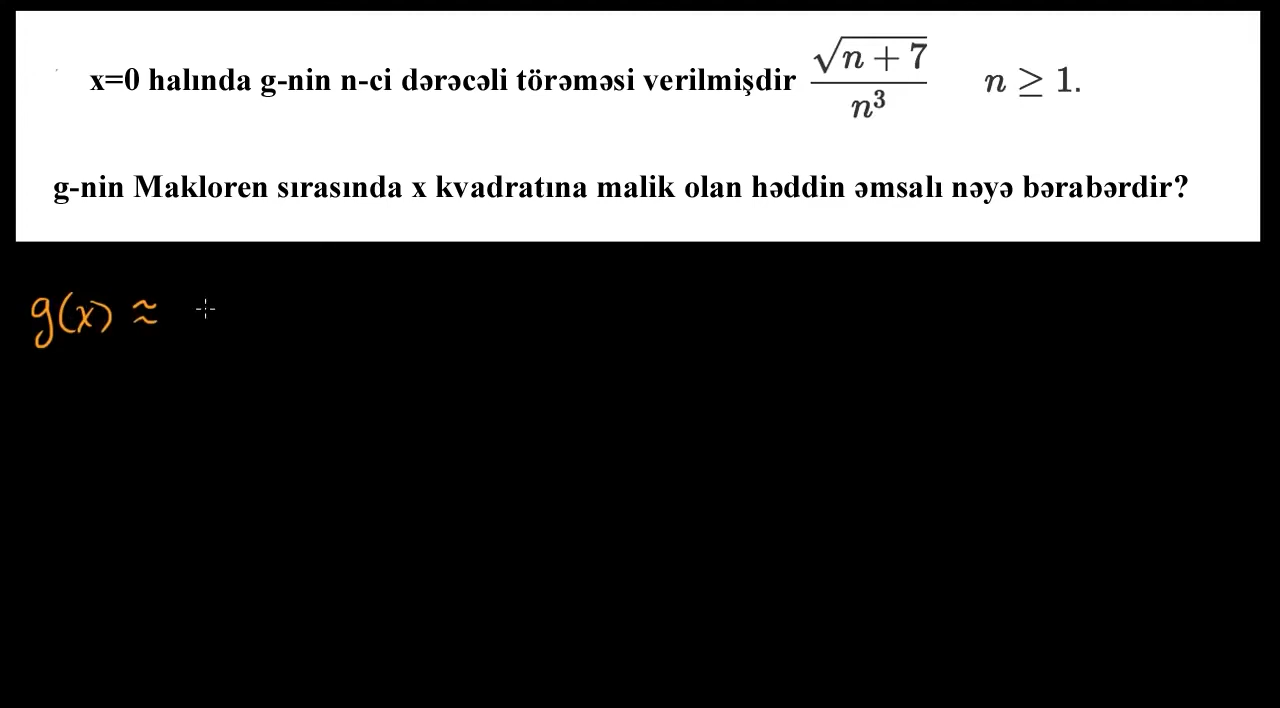 x=0 halında g-nin n-ci dərəcəli törəməsi verilmişdir √(n + 7) / n³ n ≥ 1.
g-nin Makloren sırasında x kvadratına malik olan həddin əmsalı nəyə bərabərdir?
g(x) ≈